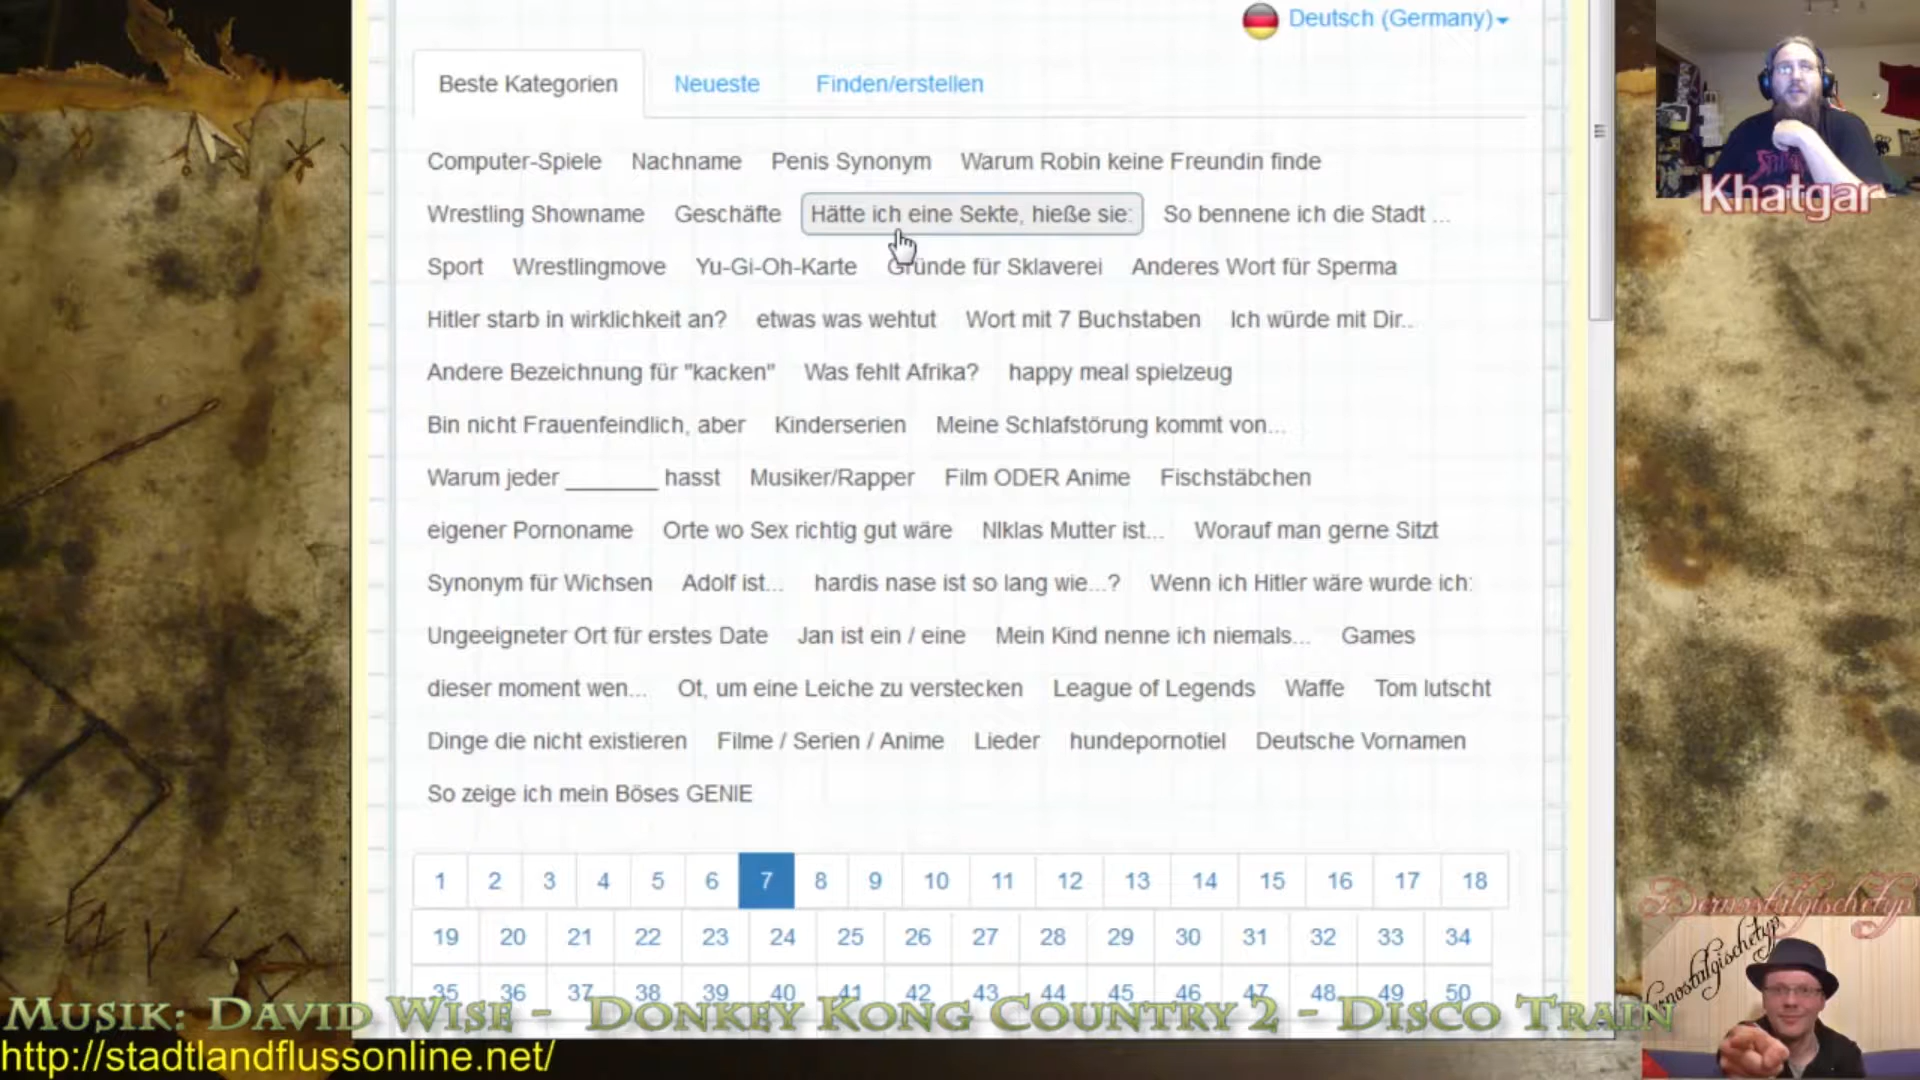 Deutsch (Germany)
Beste Kategorien Neueste Finden/erstellen
Computer-Spiele Nachname Penis Synonym Warum Robin keine Freundin finde
Wrestling Showname Geschäfte Hätte ich eine Sekte, hieße sie: So bennene ich die Stadt ...
Sport Wrestlingmove Yu-Gi-Oh-Karte Gründe für Sklaverei Anderes Wort für Sperma
Hitler starb in wirklichkeit an? etwas was wehtut Wort mit 7 Buchstaben Ich würde mit Dir..
Andere Bezeichnung für "kacken" Was fehlt Afrika? happy meal spielzeug
Bin nicht Frauenfeindlich, aber Kinderserien Meine Schlafstörung kommt von...
Warum jeder _______ hasst Musiker/Rapper Film ODER Anime Fischstäbchen
eigener Pornoname Orte wo Sex richtig gut wäre NIklas Mutter ist... Worauf man gerne Sitzt
Synonym für Wichsen Adolf ist... hardis nase ist so lang wie...? Wenn ich Hitler wäre wurde ich:
Ungeeigneter Ort für erstes Date Jan ist ein / eine Mein Kind nenne ich niemals... Games
dieser moment wen... Ot, um eine Leiche zu verstecken League of Legends Waffe Tom lutscht
Dinge die nicht existieren Filme / Serien / Anime Lieder hundepornotiel Deutsche Vornamen
So zeige ich mein Böses GENIE
1 2 3 4 5 6 7 8 9 10 11 12 13 14 15 16 17 18
19 20 21 22 23 24 25 26 27 28 29 30 31 32 33 34
35 36 37 38 39 40 41 42 43 44 45 46 47 48 49 50
Khatgar
Dernostalgischetyp
Musik: David Wise - Donkey Kong Country 2 - Disco Train
http://stadtlandflussonline.net/